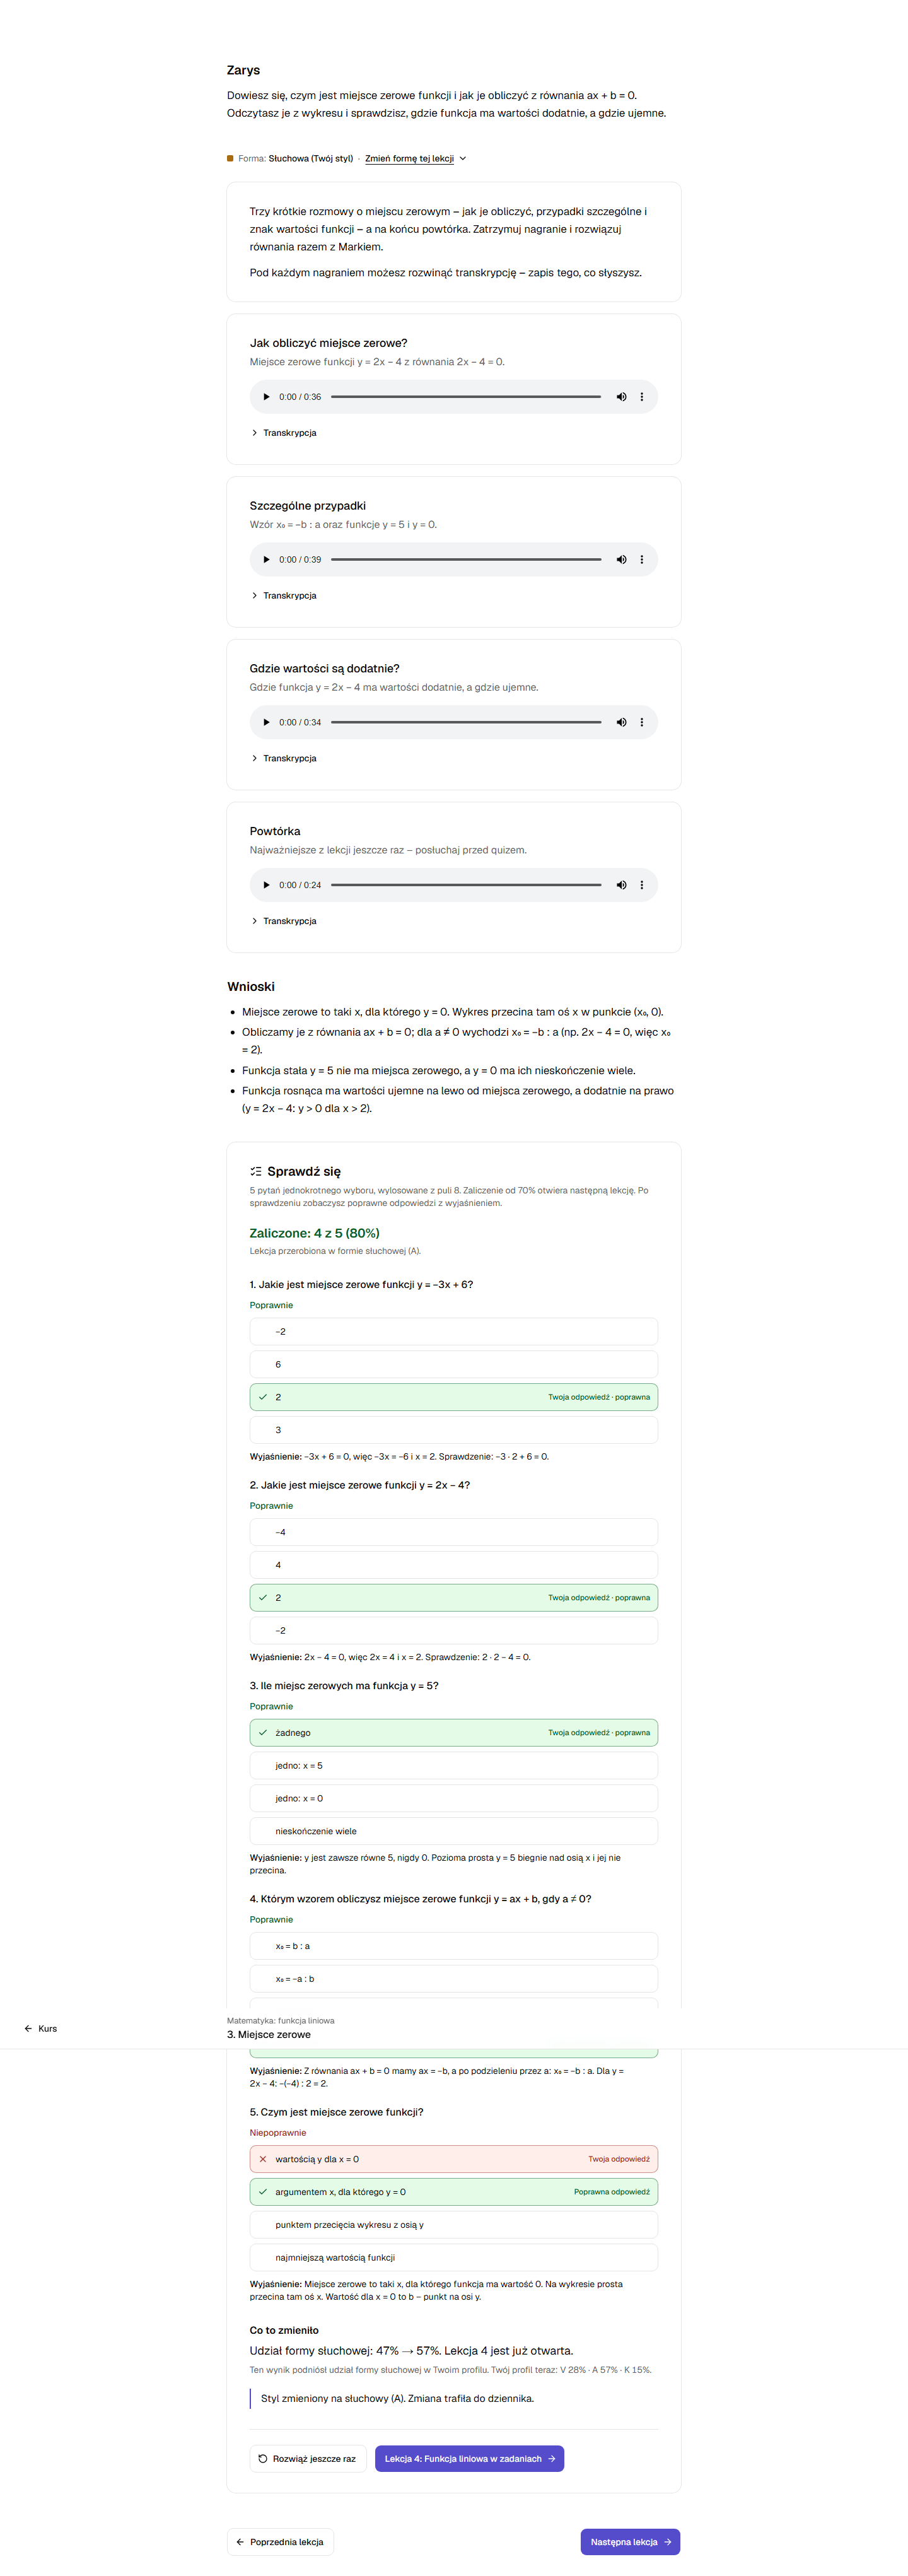 Zarys
Dowiesz się, czym jest miejsce zerowe funkcji i jak je obliczyć z równania ax + b = 0.
Odczytasz je z wykresu i sprawdzisz, gdzie funkcja ma wartości dodatnie, a gdzie ujemne.
Forma: Słuchowa (Twój styl) · Zmień formę tej lekcji
Trzy krótkie rozmowy o miejscu zerowym – jak je obliczyć, przypadki szczególne i
znak wartości funkcji – a na końcu powtórka. Zatrzymuj nagranie i rozwiązuj
równania razem z Markiem.
Pod każdym nagraniem możesz rozwinąć transkrypcję – zapis tego, co słyszysz.
Jak obliczyć miejsce zerowe?
Miejsce zerowe funkcji y = 2x − 4 z równania 2x − 4 = 0.
0:00 / 0:36
Transkrypcja
Szczególne przypadki
Wzór x₀ = −b : a oraz funkcje y = 5 i y = 0.
0:00 / 0:39
Transkrypcja
Gdzie wartości są dodatnie?
Gdzie funkcja y = 2x − 4 ma wartości dodatnie, a gdzie ujemne.
0:00 / 0:34
Transkrypcja
Powtórka
Najważniejsze z lekcji jeszcze raz – posłuchaj przed quizem.
0:00 / 0:24
Transkrypcja
Wnioski
• Miejsce zerowe to taki x, dla którego y = 0. Wykres przecina tam oś x w punkcie (x₀, 0).
• Obliczamy je z równania ax + b = 0; dla a ≠ 0 wychodzi x₀ = −b : a (np. 2x − 4 = 0, więc x₀
= 2).
• Funkcja stała y = 5 nie ma miejsca zerowego, a y = 0 ma ich nieskończenie wiele.
• Funkcja rosnąca ma wartości ujemne na lewo od miejsca zerowego, a dodatnie na prawo
(y = 2x − 4: y > 0 dla x > 2).
Sprawdź się
5 pytań jednokrotnego wyboru, wylosowane z puli 8. Zaliczenie od 70% otwiera następną lekcję. Po
sprawdzeniu zobaczysz poprawne odpowiedzi z wyjaśnieniem.
Zaliczone: 4 z 5 (80%)
Lekcja przerobiona w formie słuchowej (A).
1. Jakie jest miejsce zerowe funkcji y = −3x + 6?
Poprawnie
−2
6
2 Twoja odpowiedź · poprawna
3
Wyjaśnienie: −3x + 6 = 0, więc −3x = −6 i x = 2. Sprawdzenie: −3 · 2 + 6 = 0.
2. Jakie jest miejsce zerowe funkcji y = 2x − 4?
Poprawnie
−4
4
2 Twoja odpowiedź · poprawna
−2
Wyjaśnienie: 2x − 4 = 0, więc 2x = 4 i x = 2. Sprawdzenie: 2 · 2 − 4 = 0.
3. Ile miejsc zerowych ma funkcja y = 5?
Poprawnie
żadnego Twoja odpowiedź · poprawna
jedno: x = 5
jedno: x = 0
nieskończenie wiele
Wyjaśnienie: y jest zawsze równe 5, nigdy 0. Pozioma prosta y = 5 biegnie nad osią x i jej nie
przecina.
4. Którym wzorem obliczysz miejsce zerowe funkcji y = ax + b, gdy a ≠ 0?
Poprawnie
x₀ = b : a
x₀ = −a : b
Kurs
Matematyka: funkcja liniowa
3. Miejsce zerowe
Wyjaśnienie: Z równania ax + b = 0 mamy ax = −b, a po podzieleniu przez a: x₀ = −b : a. Dla y =
2x − 4: −(−4) : 2 = 2.
5. Czym jest miejsce zerowe funkcji?
Niepoprawnie
wartością y dla x = 0 Twoja odpowiedź
argumentem x, dla którego y = 0 Poprawna odpowiedź
punktem przecięcia wykresu z osią y
najmniejszą wartością funkcji
Wyjaśnienie: Miejsce zerowe to taki x, dla którego funkcja ma wartość 0. Na wykresie prosta
przecina tam oś x. Wartość dla x = 0 to b – punkt na osi y.
Co to zmieniło
Udział formy słuchowej: 47% → 57%. Lekcja 4 jest już otwarta.
Ten wynik podniósł udział formy słuchowej w Twoim profilu. Twój profil teraz: V 28% · A 57% · K 15%.
Styl zmieniony na słuchowy (A). Zmiana trafiła do dziennika.
Rozwiąż jeszcze raz
Lekcja 4: Funkcja liniowa w zadaniach
Poprzednia lekcja
Następna lekcja